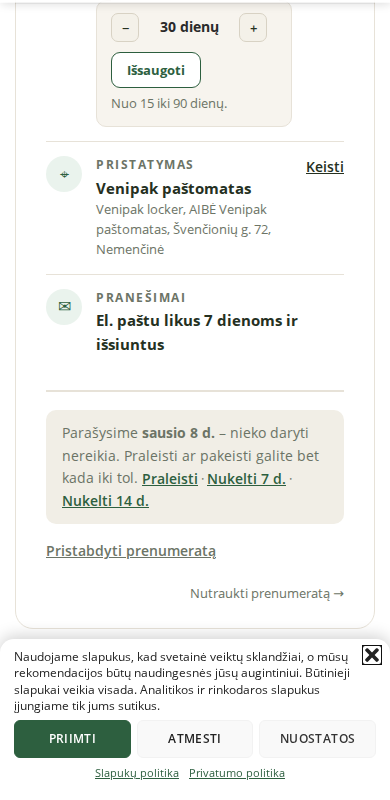 − 30 dienų +
Išsaugoti
Nuo 15 iki 90 dienų.
PRISTATYMAS Keisti
Venipak paštomatas
Venipak locker, AIBĖ Venipak
paštomatas, Švenčionių g. 72,
Nemenčinė
PRANEŠIMAI
El. paštu likus 7 dienoms ir
išsiuntus
Parašysime sausio 8 d. – nieko daryti
nereikia. Praleisti ar pakeisti galite bet
kada iki tol. Praleisti · Nukelti 7 d. ·
Nukelti 14 d.
Pristabdyti prenumeratą
Nutraukti prenumeratą →
Naudojame slapukus, kad svetainė veiktų sklandžiai, o mūsų
rekomendacijos būtų naudingesnės jūsų augintiniui. Būtinieji
slapukai veikia visada. Analitikos ir rinkodaros slapukus
įjungiame tik jums sutikus.
PRIIMTI ATMESTI NUOSTATOS
Slapukų politika Privatumo politika